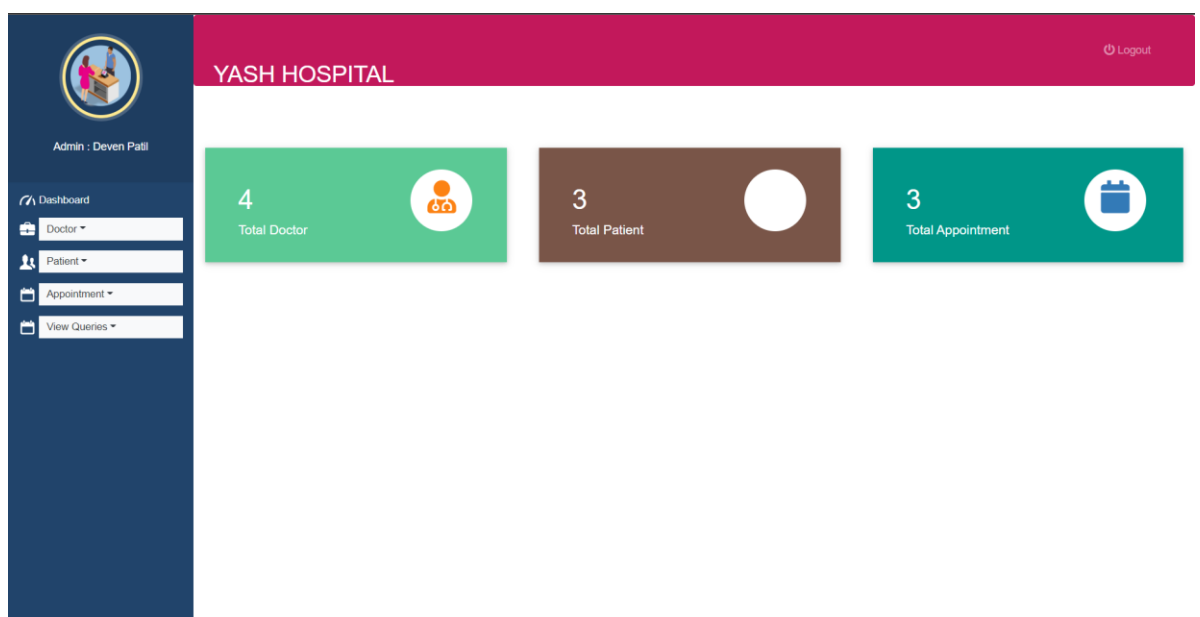 YASH HOSPITAL
Logout
Admin : Deven Patil
Dashboard
Doctor
Patient
Appointment
View Queries
4
Total Doctor
3
Total Patient
3
Total Appointment